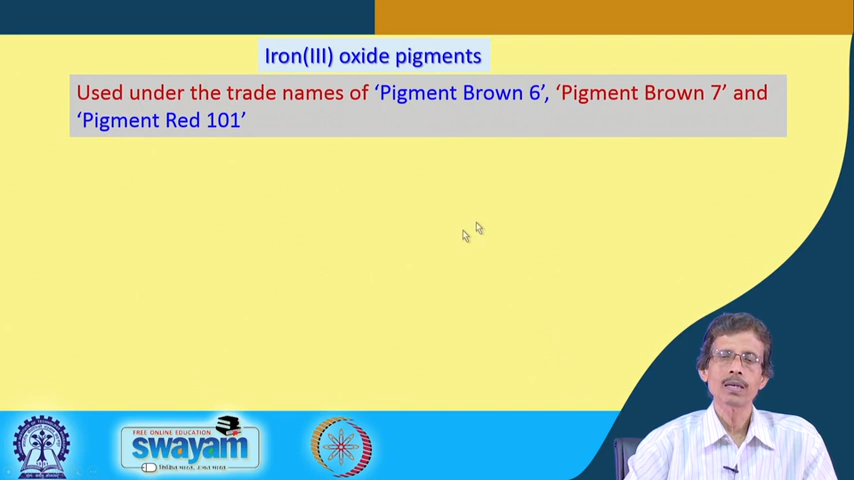 Iron(III) oxide pigments
Used under the trade names of ‘Pigment Brown 6’, ‘Pigment Brown 7’ and
‘Pigment Red 101’
FREE ONLINE EDUCATION
swayam